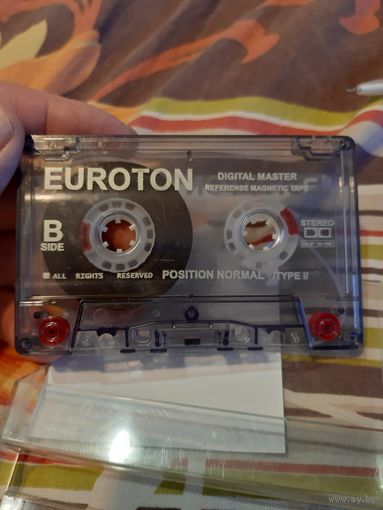 EUROTON
DIGITAL MASTER
REFERENSE MAGNETIC TAPE
B
SIDE
STEREO
ALL RIGHTS RESERVED
POSITION NORMAL
www.ay.by